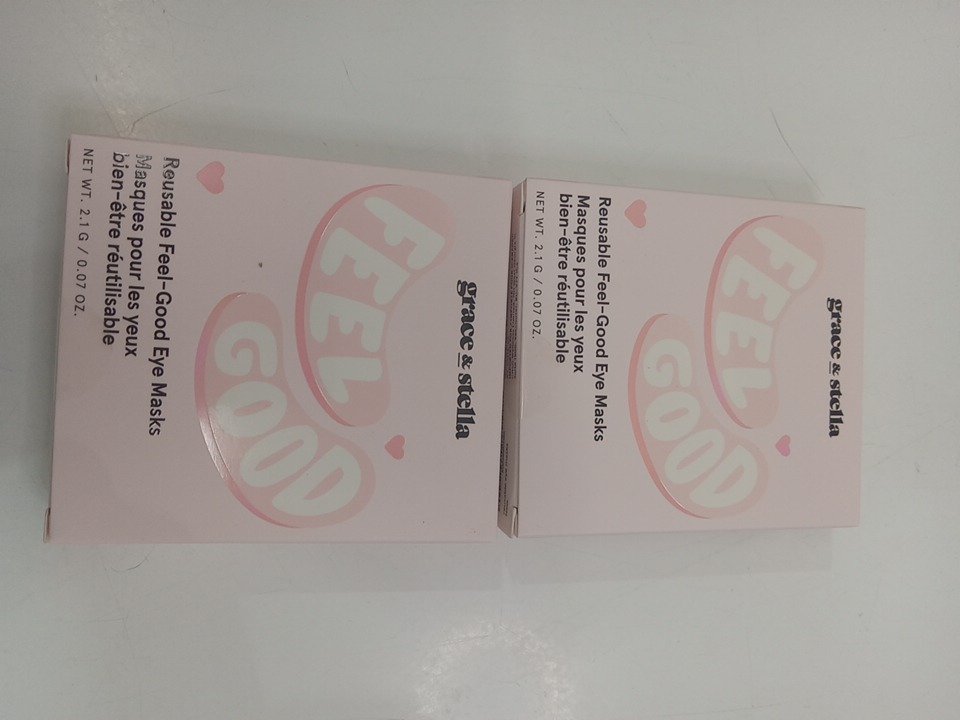 grace & stella
FEEL
GOOD
Reusable Feel-Good Eye Masks
Masques pour les yeux
bien-être réutilisable
NET WT. 2.1 G / 0.07 OZ.
grace & stella
FEEL
GOOD
Reusable Feel-Good Eye Masks
Masques pour les yeux
bien-être réutilisable
NET WT. 2.1 G / 0.07 OZ.